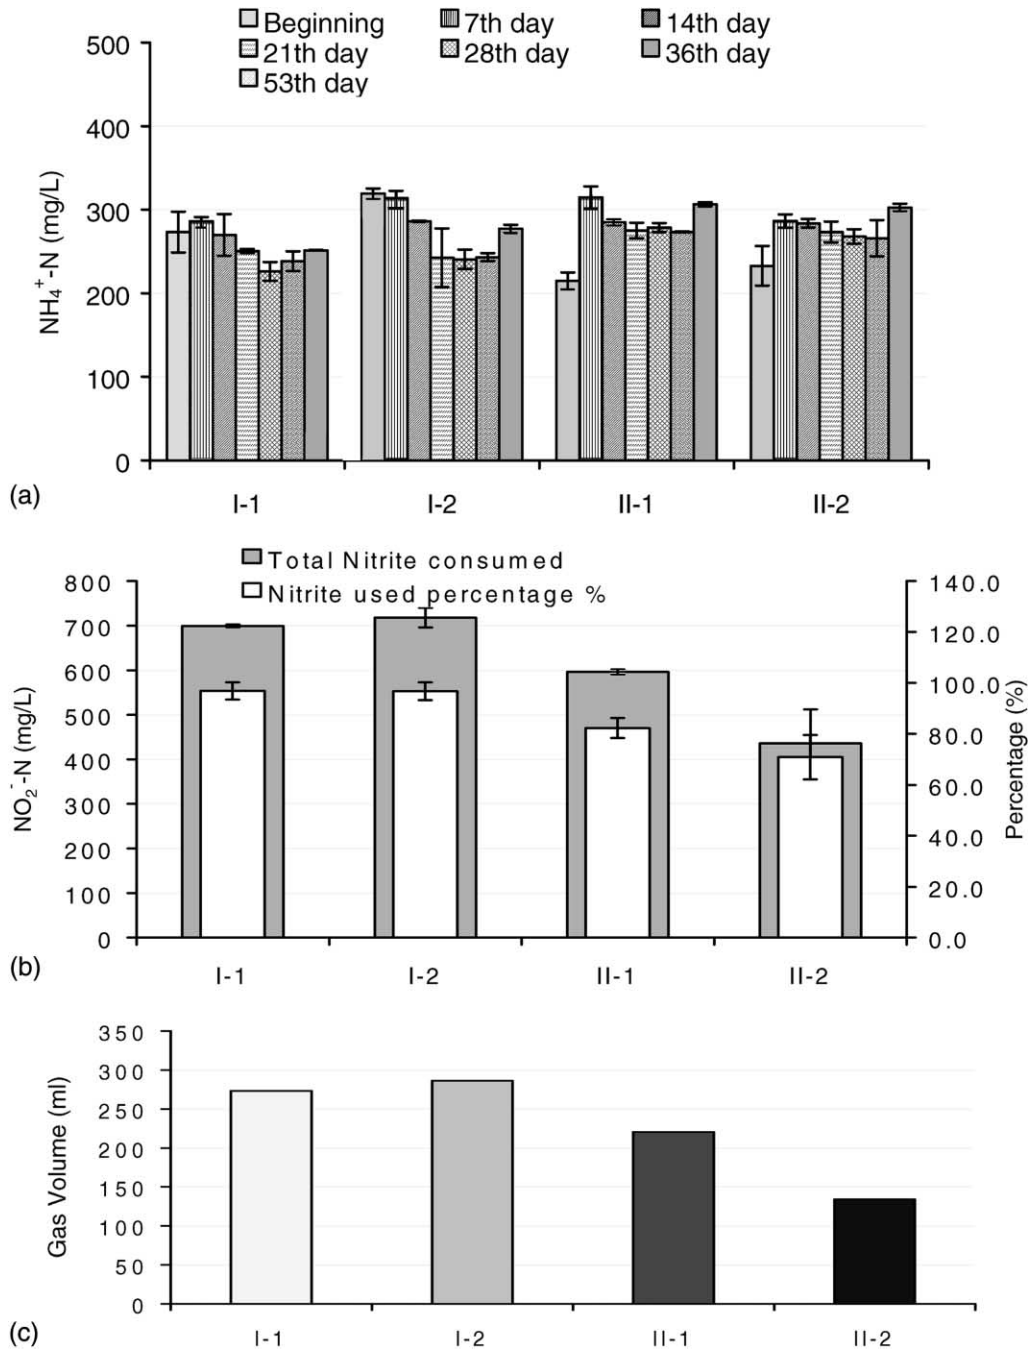 Beginning 7th day 14th day
21th day 28th day 36th day
53th day
500
400
300
200
100
0
NH₄⁺-N (mg/L)
I-1 I-2 II-1 II-2
(a)
Total Nitrite consumed
Nitrite used percentage %
800
700
600
500
400
300
200
100
0
NO₂⁻-N (mg/L)
140.0
120.0
100.0
80.0
60.0
40.0
20.0
0.0
Percentage (%)
I-1 I-2 II-1 II-2
(b)
350
300
250
200
150
100
50
0
Gas Volume (ml)
I-1 I-2 II-1 II-2
(c)